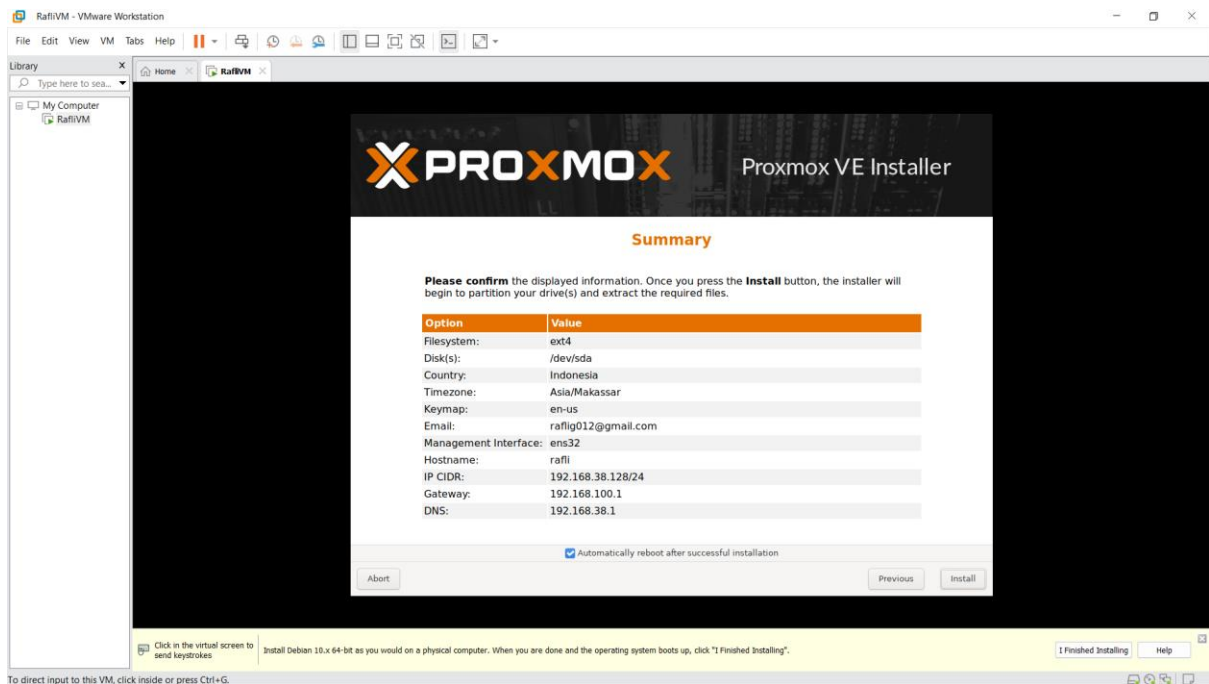 RafliVM - VMware Workstation
File Edit View VM Tabs Help
Library X
Type here to sea...
Home
RafliVM
My Computer
RafliVM
PROXMOX
Proxmox VE Installer
Summary
Please confirm the displayed information. Once you press the Install button, the installer will
begin to partition your drive(s) and extract the required files.
Option Value
Filesystem: ext4
Disk(s): /dev/sda
Country: Indonesia
Timezone: Asia/Makassar
Keymap: en-us
Email: raflig012@gmail.com
Management Interface: ens32
Hostname: rafli
IP CIDR: 192.168.38.128/24
Gateway: 192.168.100.1
DNS: 192.168.38.1
Automatically reboot after successful installation
Abort Previous Install
Click in the virtual screen to
send keystrokes
Install Debian 10.x 64-bit as you would on a physical computer. When you are done and the operating system boots up, click "I Finished Installing".
I Finished Installing Help
To direct input to this VM, click inside or press Ctrl+G.